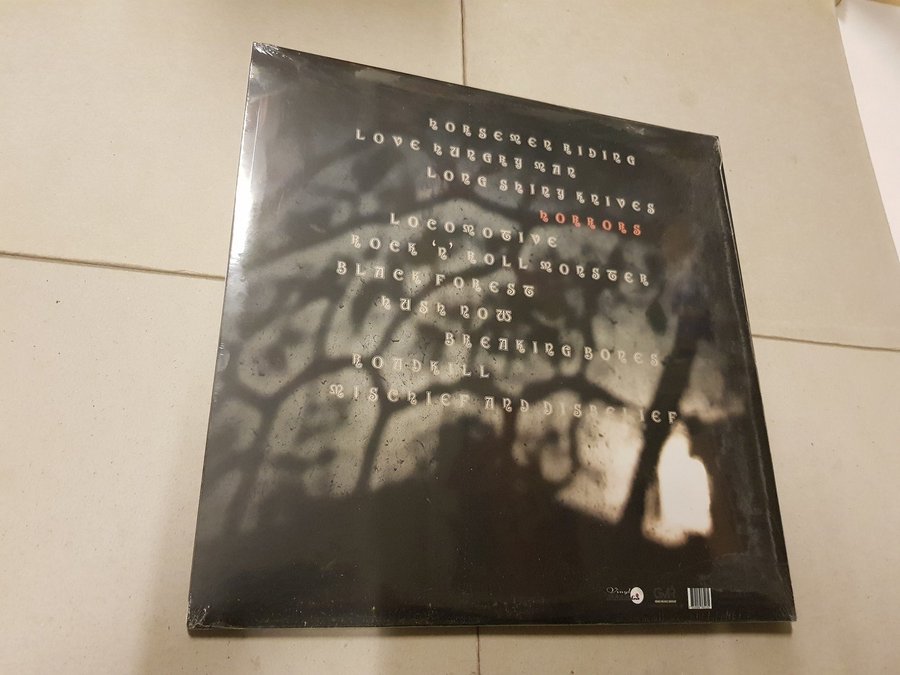 HORSEMEN RIDING
LOVE HUNGRY MAN
LONG SHINY KNIVES
HORRORS
LOCOMOTIVE
ROCK 'N' ROLL MONSTER
BLACK FOREST
HUSH NOW
BREAKING BONES
ROADKILL
MISCHIEF AND DISBELIEF
Vinyl